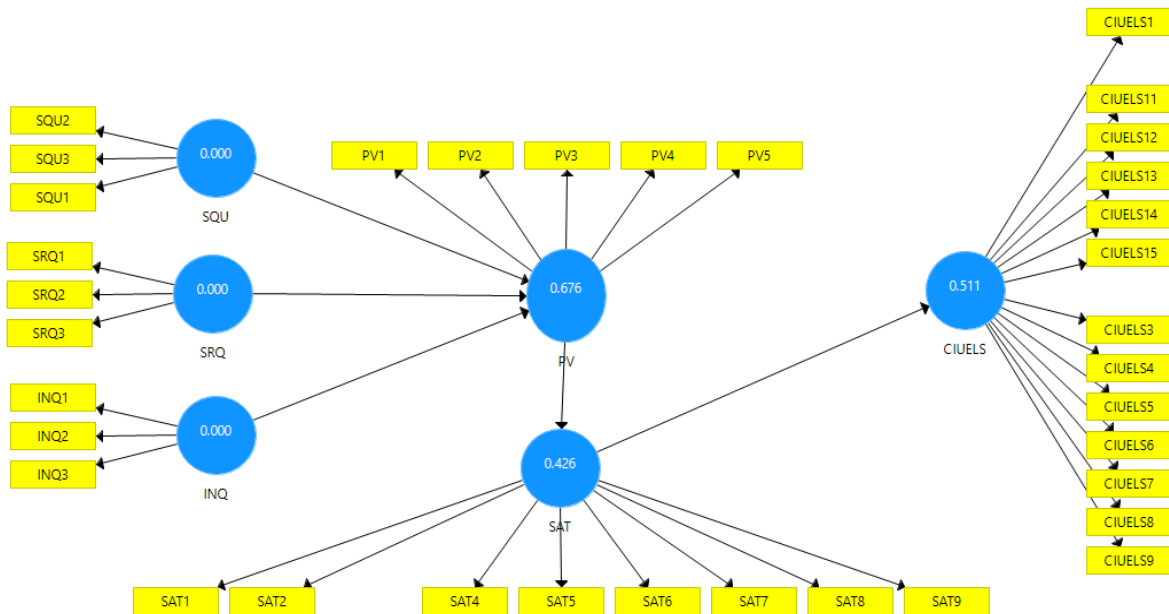 CIUELS1
SQU2
SQU3
SQU1
0.000
SQU
PV1
PV2
PV3
PV4
PV5
CIUELS11
CIUELS12
CIUELS13
CIUELS14
CIUELS15
SRQ1
SRQ2
SRQ3
0.000
SRQ
0.676
PV
0.511
CIUELS
CIUELS3
CIUELS4
CIUELS5
CIUELS6
CIUELS7
CIUELS8
CIUELS9
INQ1
INQ2
INQ3
0.000
INQ
0.426
SAT
SAT1
SAT2
SAT4
SAT5
SAT6
SAT7
SAT8
SAT9